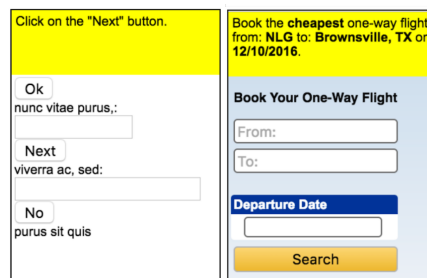 Click on the "Next" button.
Ok
nunc vitae purus,:
Next
viverra ac, sed:
No
purus sit quis
Book the cheapest one-way flight
from: NLG to: Brownsville, TX on
12/10/2016.
Book Your One-Way Flight
From:
To:
Departure Date
Search